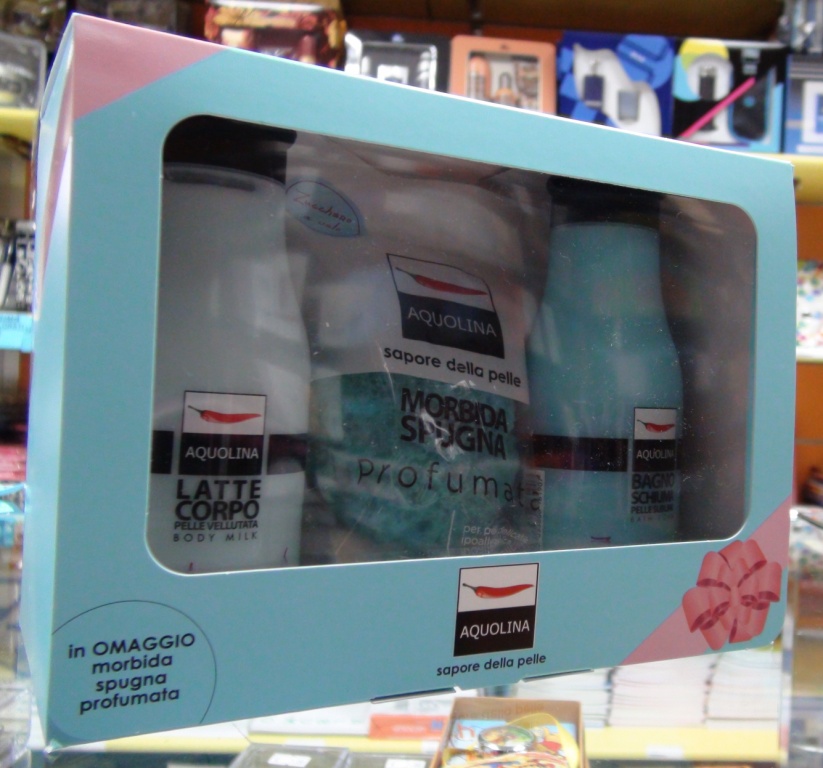 AQUOLINA
sapore della pelle
MORBIDA
SPUGNA
profumata
AQUOLINA
LATTE
CORPO
PELLE VELLUTATA
BODY MILK
AQUOLINA
BAGNO
AQUOLINA
sapore della pelle
in OMAGGIO
morbida
spugna
profumata